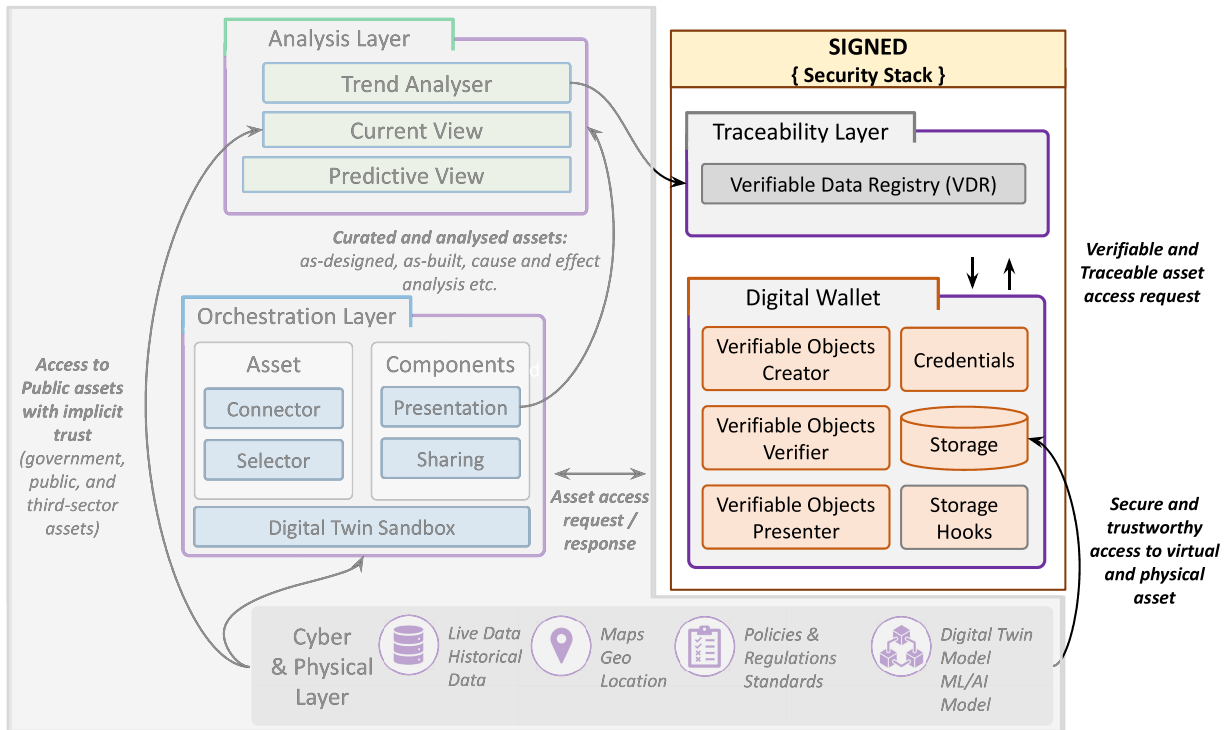 Analysis Layer
Trend Analyser
Current View
Predictive View
Curated and analysed assets:
as-designed, as-built, cause and effect
analysis etc.
Orchestration Layer
Asset
Connector
Selector
Components
Presentation
Sharing
d
Digital Twin Sandbox
Access to
Public assets
with implicit
trust
(government,
public, and
third-sector
assets)
Asset access
request /
response
SIGNED
{ Security Stack }
Traceability Layer
Verifiable Data Registry (VDR)
Verifiable and
Traceable asset
access request
Digital Wallet
Verifiable Objects
Creator
Credentials
Verifiable Objects
Verifier
Storage
Verifiable Objects
Presenter
Storage
Hooks
Secure and
trustworthy
access to virtual
and physical
asset
Cyber
& Physical
Layer
Live Data
Historical
Data
Maps
Geo
Location
Policies &
Regulations
Standards
Digital Twin
Model
ML/AI
Model